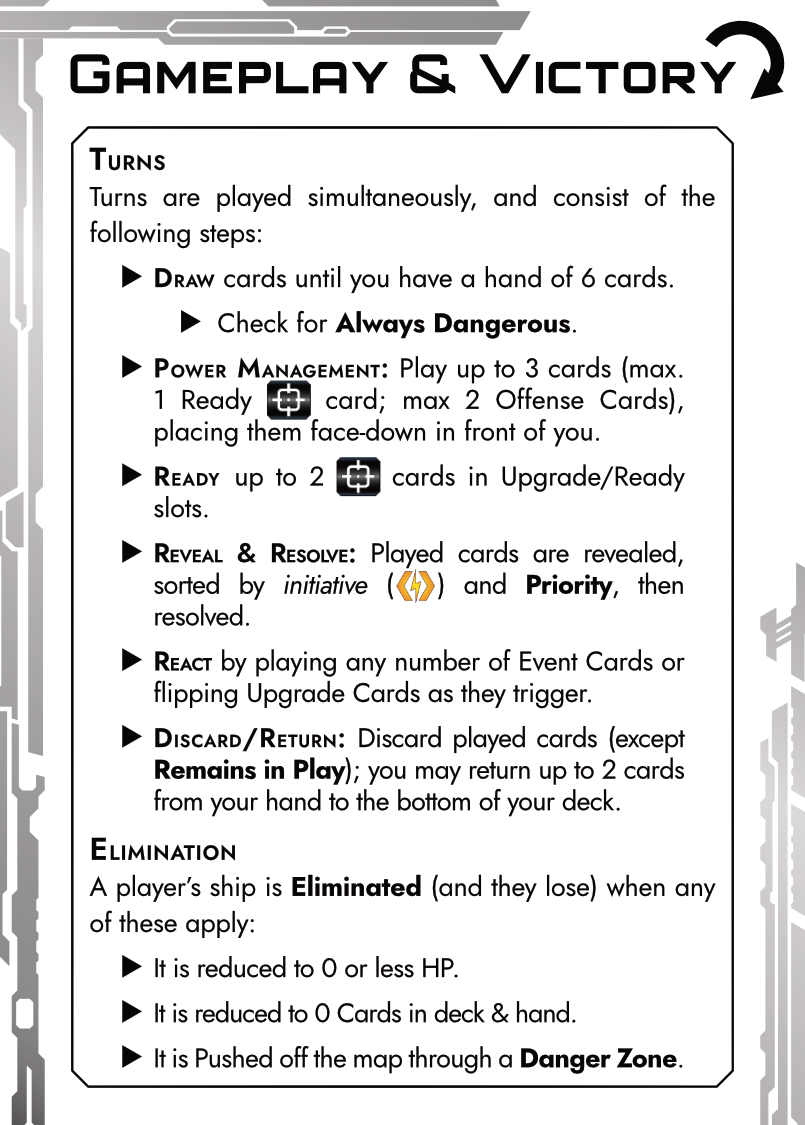 Gameplay & Victory
Turns
Turns are played simultaneously, and consist of the
following steps:
▶ Draw cards until you have a hand of 6 cards.
▶ Check for Always Dangerous.
▶ Power Management: Play up to 3 cards (max.
1 Ready card; max 2 Offense Cards),
placing them face-down in front of you.
▶ Ready up to 2 cards in Upgrade/Ready
slots.
▶ Reveal & Resolve: Played cards are revealed,
sorted by initiative () and Priority, then
resolved.
▶ React by playing any number of Event Cards or
flipping Upgrade Cards as they trigger.
▶ Discard/Return: Discard played cards (except
Remains in Play); you may return up to 2 cards
from your hand to the bottom of your deck.
Elimination
A player’s ship is Eliminated (and they lose) when any
of these apply:
▶ It is reduced to 0 or less HP.
▶ It is reduced to 0 Cards in deck & hand.
▶ It is Pushed off the map through a Danger Zone.